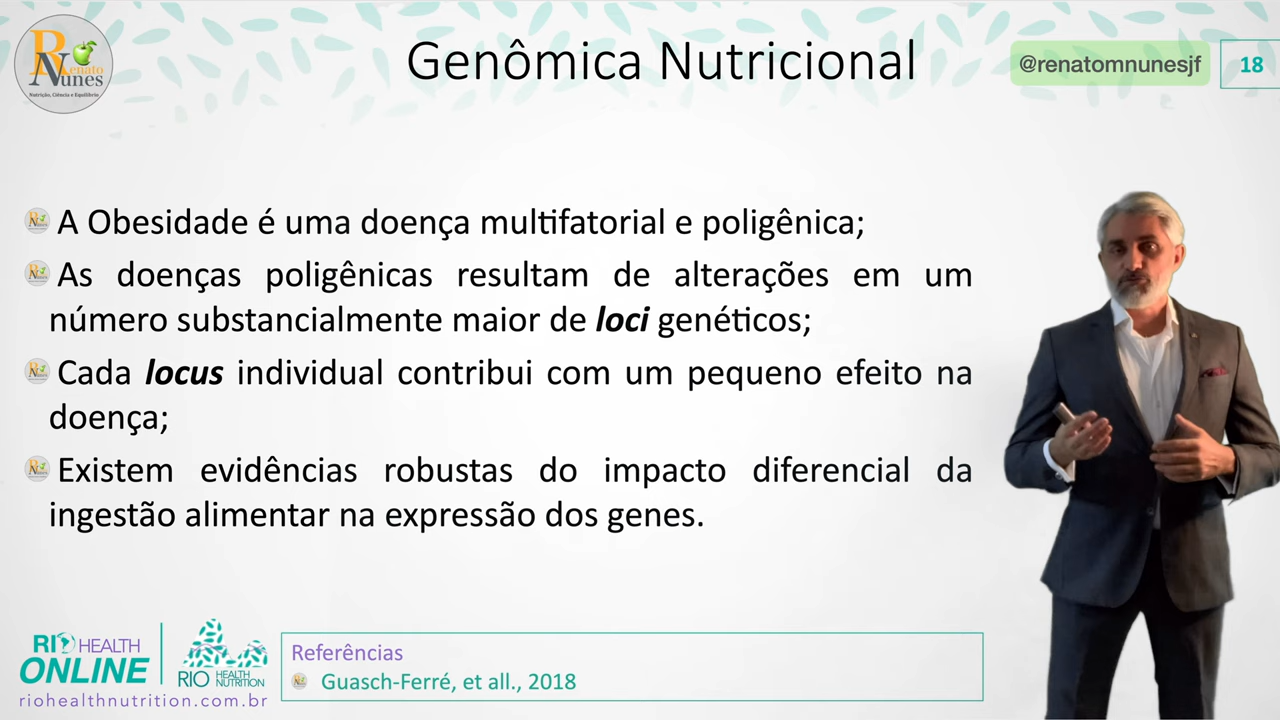 Renato
Nunes
Nutrição, Ciência e Equilíbrio
Genômica Nutricional
@renatomnunesjf
18
A Obesidade é uma doença multifatorial e poligênica;
As doenças poligênicas resultam de alterações em um
número substancialmente maior de loci genéticos;
Cada locus individual contribui com um pequeno efeito na
doença;
Existem evidências robustas do impacto diferencial da
ingestão alimentar na expressão dos genes.
RIO HEALTH
ONLINE
RIO HEALTH
NUTRITION
riohealthnutrition.com.br
Referências
Guasch-Ferré, et all., 2018